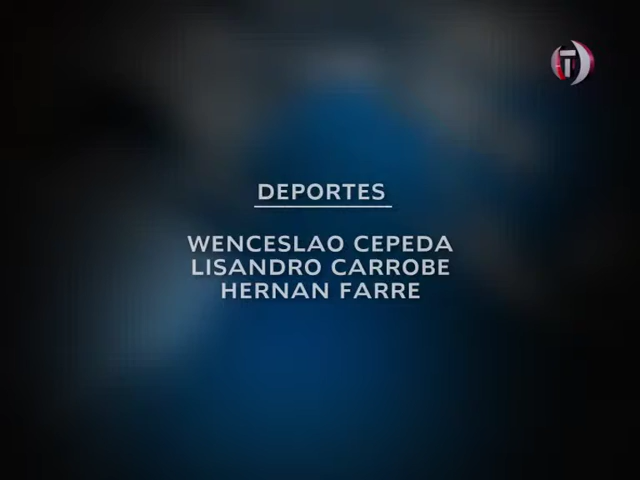 DEPORTES
WENCESLAO CEPEDA
LISANDRO CARROBE
HERNAN FARRE